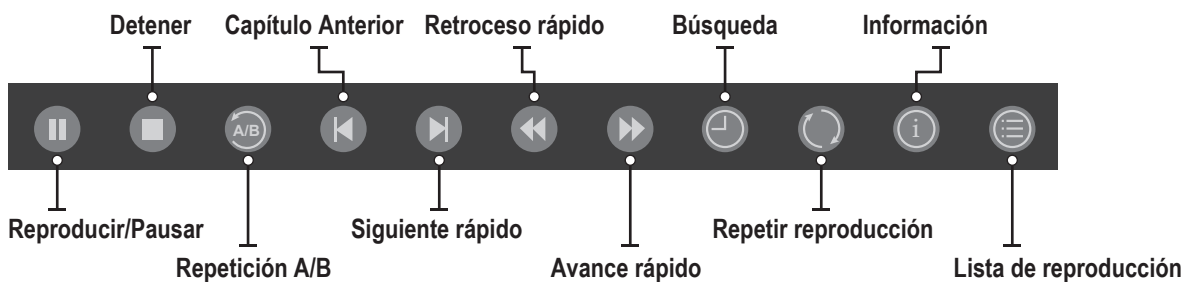 Detener Capítulo Anterior Retroceso rápido Búsqueda Información
A/B i
Reproducir/Pausar Siguiente rápido Repetir reproducción
Repetición A/B Avance rápido Lista de reproducción